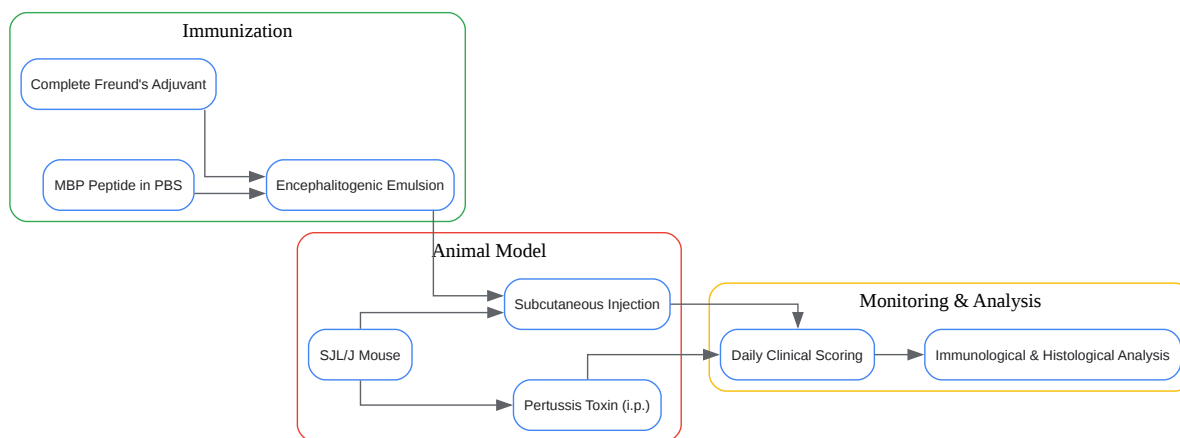 Immunization
Complete Freund's Adjuvant
MBP Peptide in PBS
Encephalitogenic Emulsion
Animal Model
Subcutaneous Injection
SJL/J Mouse
Pertussis Toxin (i.p.)
Monitoring & Analysis
Daily Clinical Scoring
Immunological & Histological Analysis